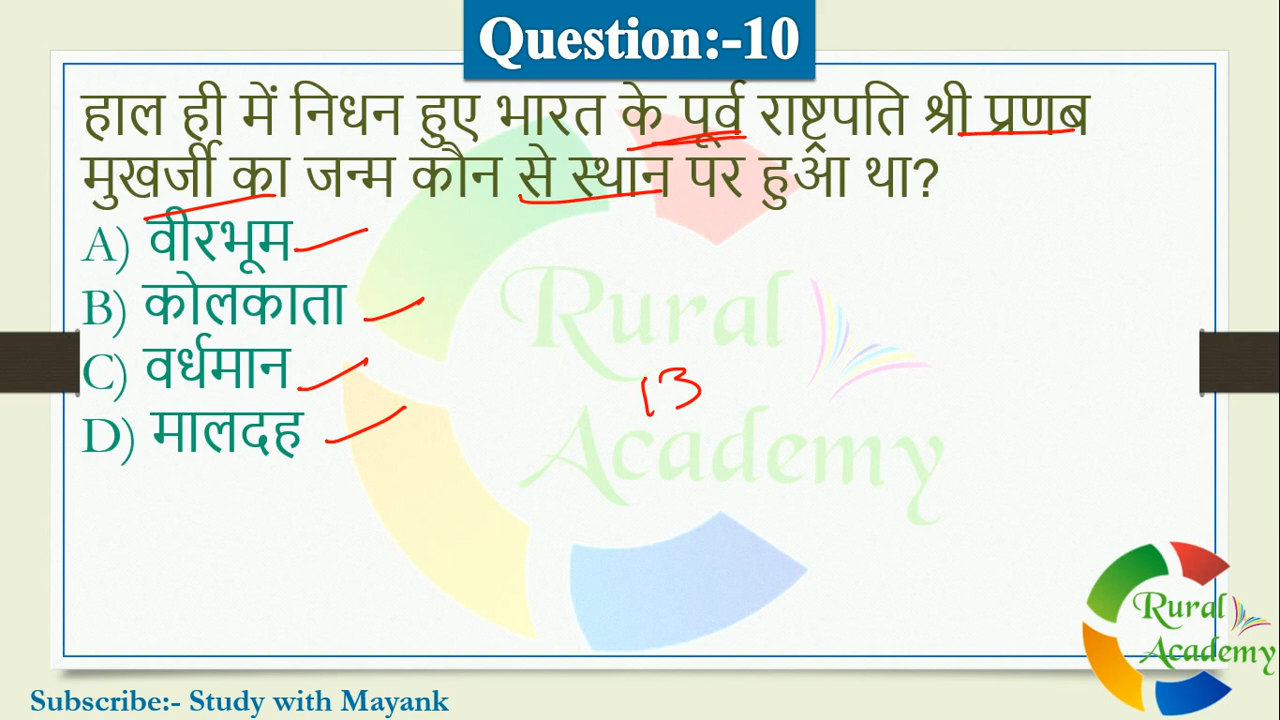 Question:-10
हाल ही में निधन हुए भारत के पूर्व राष्ट्रपति श्री प्रणब
मुखर्जी का जन्म कौन से स्थान पर हुआ था?
A) वीरभूम
B) कोलकाता
C) वर्धमान
D) मालदह
Rural
Academy
13
Rural
Academy
Subscribe:- Study with Mayank